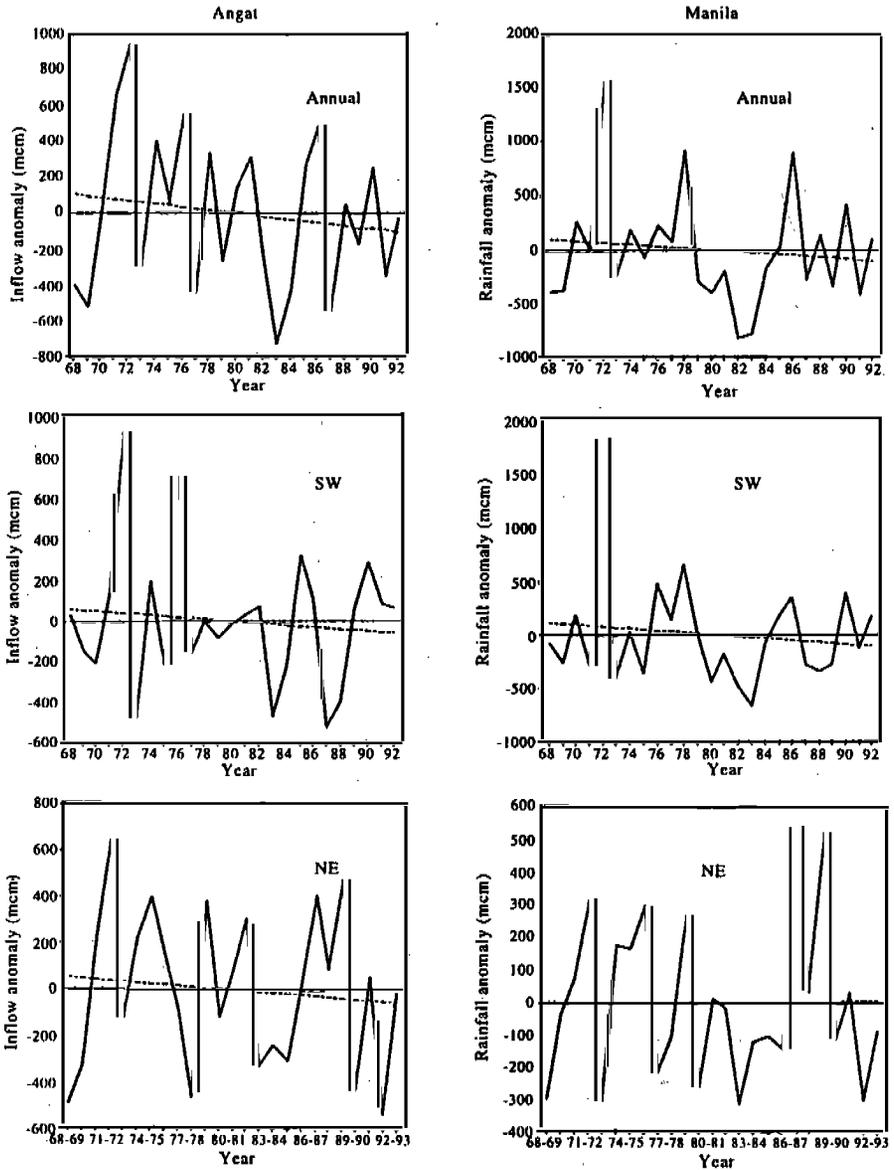 Angat
Manila
1000
800
600
400
200
0
-200
-400
-600
-800
Inflow anomaly (mcm)
Annual
68 70 72 74 76 78 80 82 84 86 88 90 92
Year
2000
1500
1000
500
0
-500
-1000
Rainfall anomaly (mcm)
Annual
68 70 72 74 76 78 80 82 84 86 88 90 92
Year
1000
800
600
400
200
0
-200
-400
-600
Inflow anomaly (mcm)
SW
68 70 72 74 76 78 80 82 84 86 88 90 92
Year
2000
1500
1000
500
0
-500
-1000
Rainfall anomaly (mcm)
SW
68 70 72 74 76 78 80 82 84 86 88 90 92
Year
800
600
400
200
0
-200
-400
-600
Inflow anomaly (mcm)
NE
68-69 71-72 74-75 77-78 80-81 83-84 86-87 89-90 92-93
Year
600
500
400
300
200
100
0
-100
-200
-300
-400
Rainfall anomaly (mcm)
NE
68-69 71-72 74-75 77-78 80-81 83-84 86-87 89-90 92-93
Year